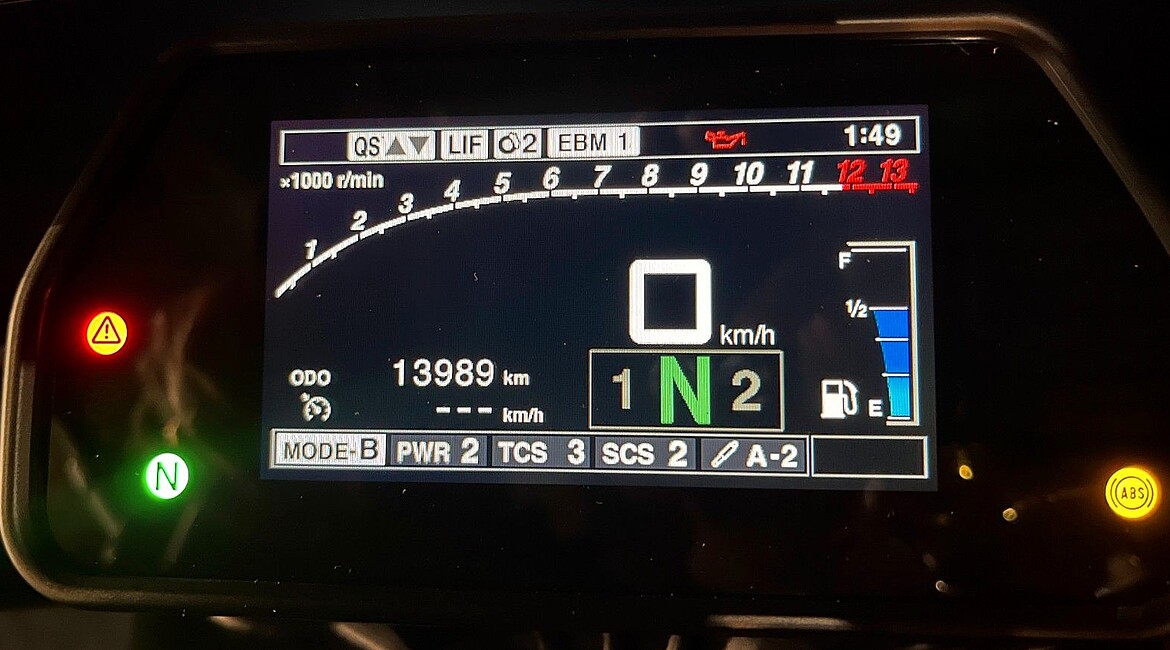 QS LIF 2 EBM 1 1:49
×1000 r/min 1 2 3 4 5 6 7 8 9 10 11 12 13
F
0 km/h
1/2
ODO 13989 km
--- km/h
1 N 2
E
MODE-B PWR 2 TCS 3 SCS 2 A-2
N
ABS